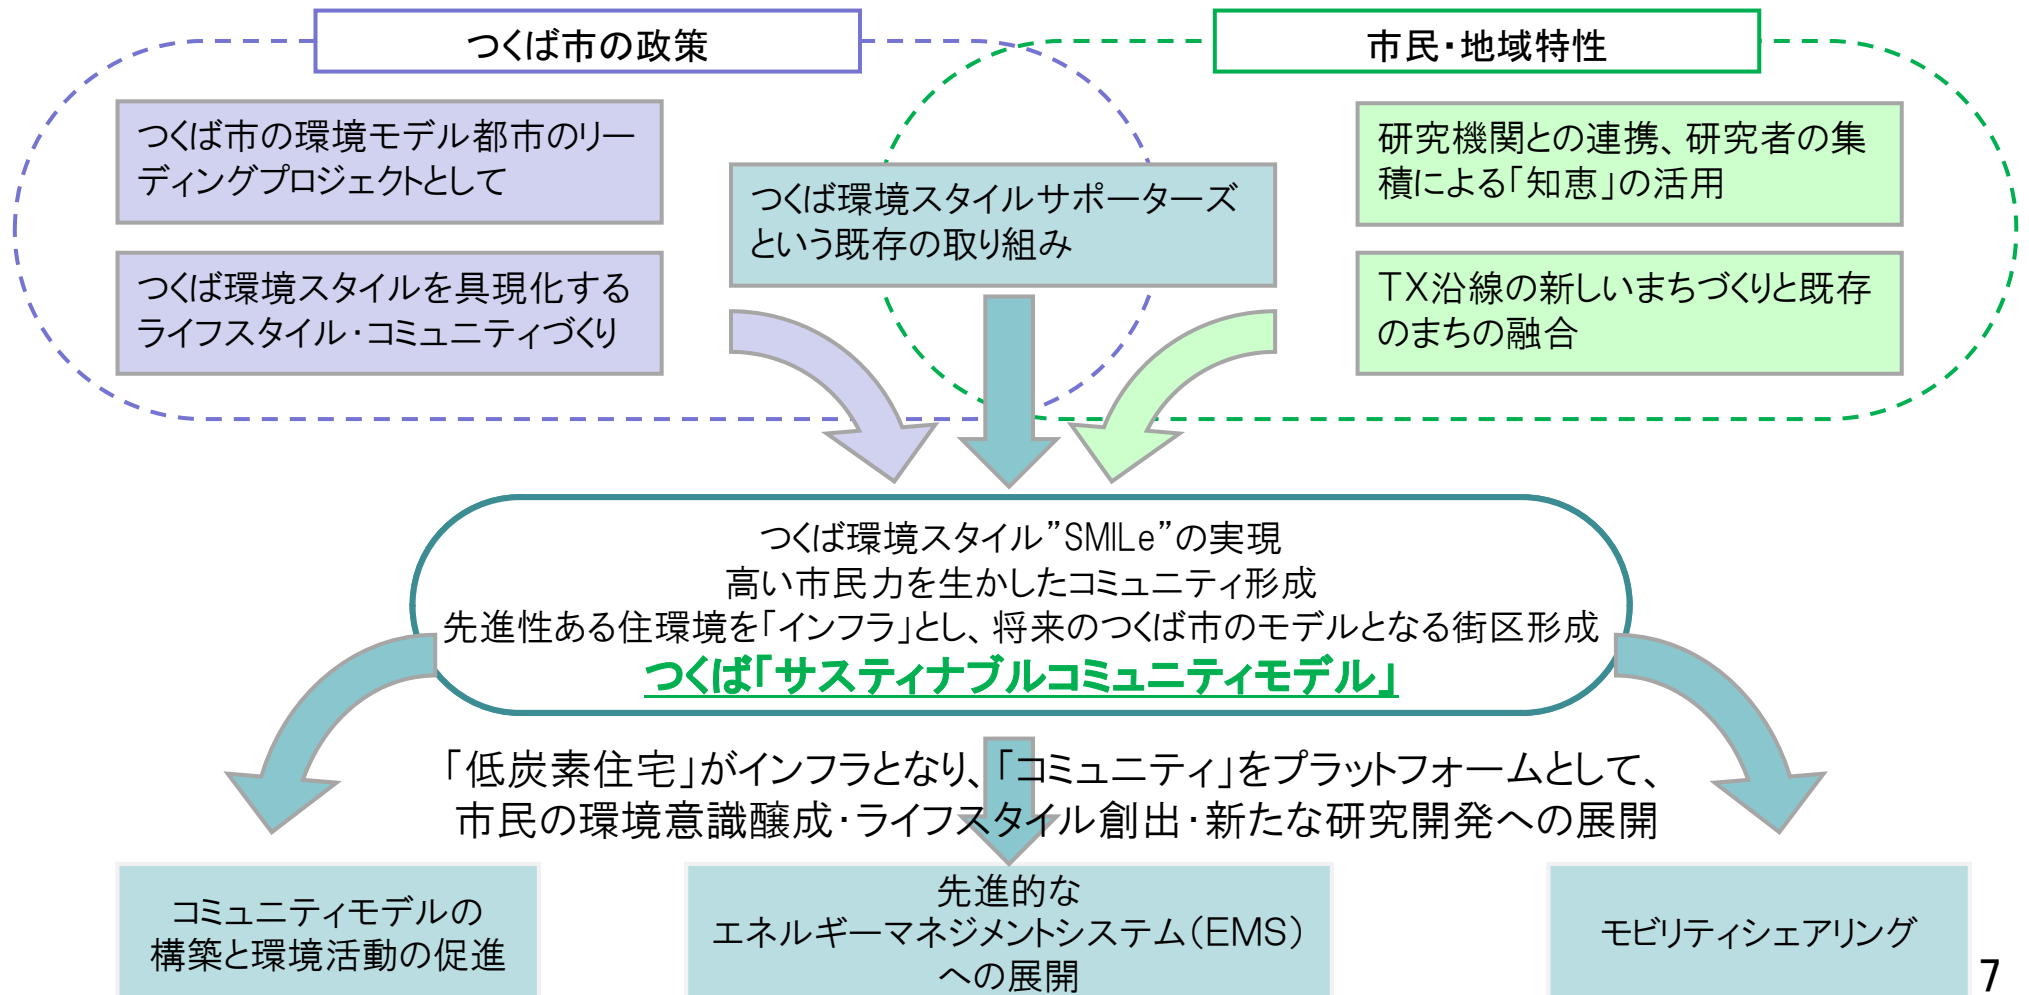 つくば市の政策
市民・地域特性
つくば市の環境モデル都市のリー
ディングプロジェクトとして
つくば環境スタイルを具現化する
ライフスタイル・コミュニティづくり
つくば環境スタイルサポーターズ
という既存の取り組み
研究機関との連携、研究者の集
積による「知恵」の活用
TX沿線の新しいまちづくりと既存
のまちの融合
つくば環境スタイル”SMILe”の実現
高い市民力を生かしたコミュニティ形成
先進性ある住環境を「インフラ」とし、将来のつくば市のモデルとなる街区形成
つくば「サスティナブルコミュニティモデル」
「低炭素住宅」がインフラとなり、「コミュニティ」をプラットフォームとして、
市民の環境意識醸成・ライフスタイル創出・新たな研究開発への展開
コミュニティモデルの
構築と環境活動の促進
先進的な
エネルギーマネジメントシステム(EMS)
への展開
モビリティシェアリング
7